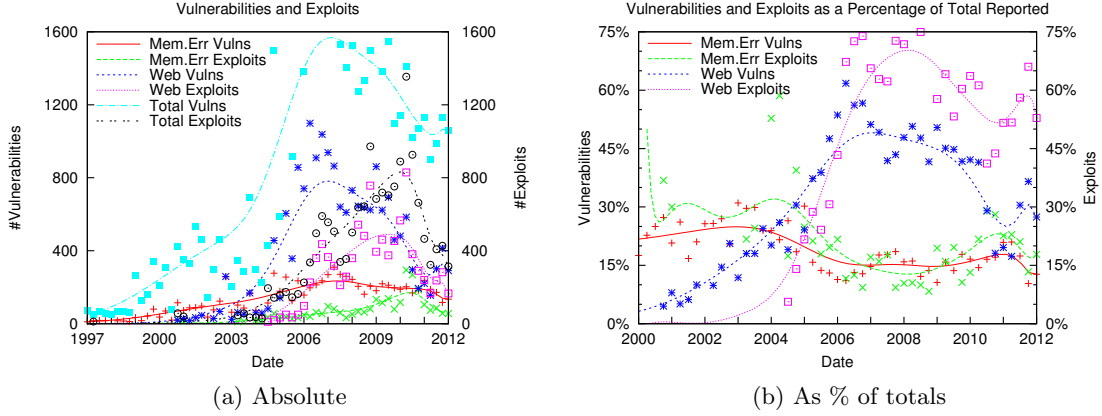 Vulnerabilities and Exploits
1600
1200
800
400
0
#Vulnerabilities
Mem.Err Vulns
Mem.Err Exploits
Web Vulns
Web Exploits
Total Vulns
Total Exploits
1600
1200
800
400
0
#Exploits
1997 2000 2003 2005 2007 2009 2012
Date
(a) Absolute
Vulnerabilities and Exploits as a Percentage of Total Reported
75%
60%
45%
30%
15%
0%
Vulnerabilities
Mem.Err Vulns
Mem.Err Exploits
Web Vulns
Web Exploits
75%
60%
45%
30%
15%
0%
Exploits
2000 2002 2004 2006 2008 2010 2012
Date
(b) As % of totals